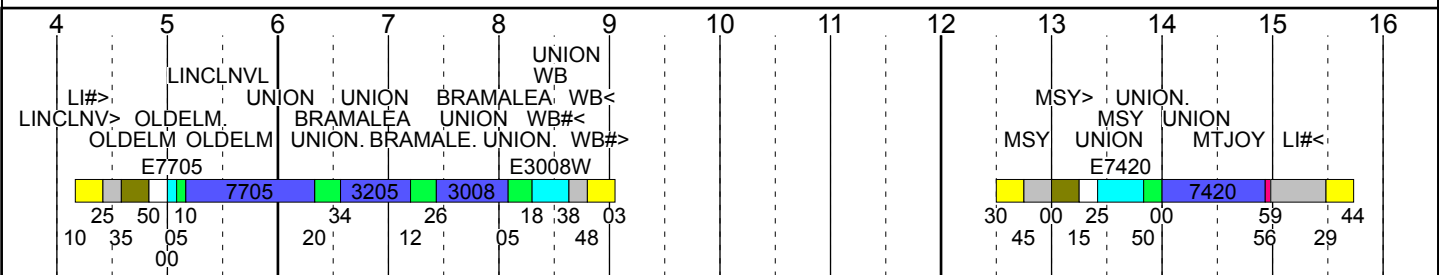 4 5 6 7 8 9 10 11 12 13 14 15 16
UNION
LINCLNVL WB
LI#> UNION UNION BRAMALEA WB< MSY> UNION.
LINCLNV> OLDELM. BRAMALEA UNION WB#< MSY UNION
OLDELM OLDELM UNION. BRAMALE. UNION. WB#> MSY UNION MTJOY LI#<
E7705 E3008W E7420
7705 3205 3008 7420
25 50 10 34 26 18 38 03 30 00 25 00 59 44
10 35 05 20 12 05 48 45 15 50 56 29
00